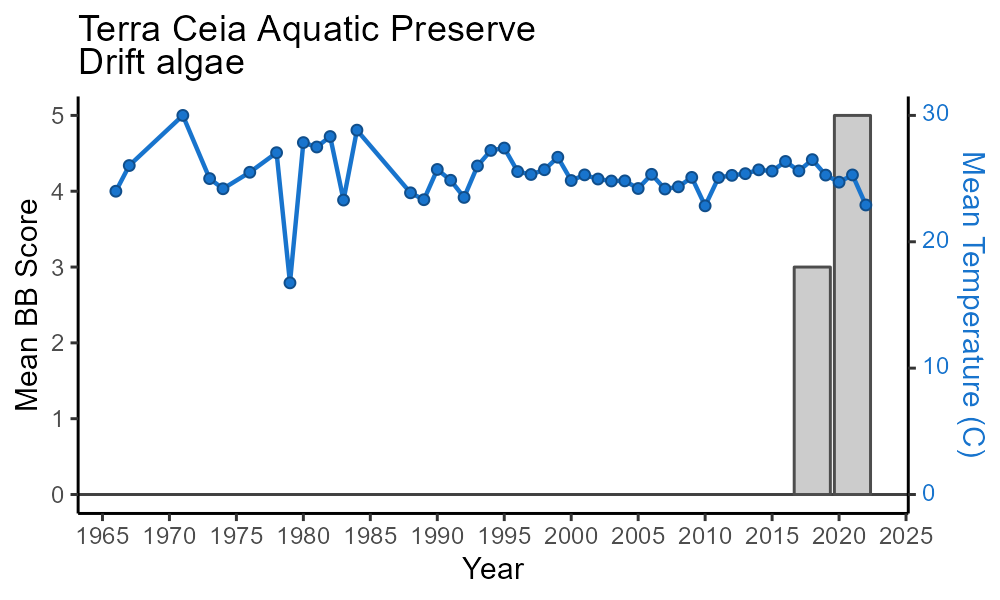 Terra Ceia Aquatic Preserve
Drift algae
Mean BB Score
5
4
3
2
1
0
30
20
10
0
Mean Temperature (C)
1965 1970 1975 1980 1985 1990 1995 2000 2005 2010 2015 2020 2025
Year